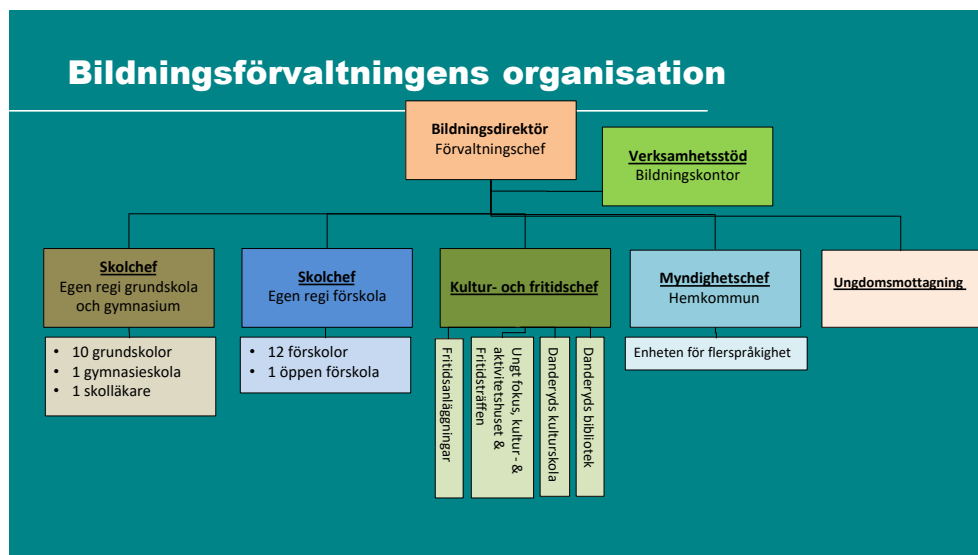 Bildningsförvaltningens organisation
Bildningsdirektör
Förvaltningschef
Verksamhetsstöd
Bildningskontor
Skolchef
Egen regi grundskola
och gymnasium
• 10 grundskolor
• 1 gymnasieskola
• 1 skolläkare
Skolchef
Egen regi förskola
• 12 förskolor
• 1 öppen förskola
Kultur- och fritidschef
Fritidsanläggningar
Ungt fokus, kultur- &
aktivitetshuset &
Fritidsträffen
Danderyds kulturskola
Danderyds bibliotek
Myndighetschef
Hemkommun
Enheten för flerspråkighet
Ungdomsmottagning